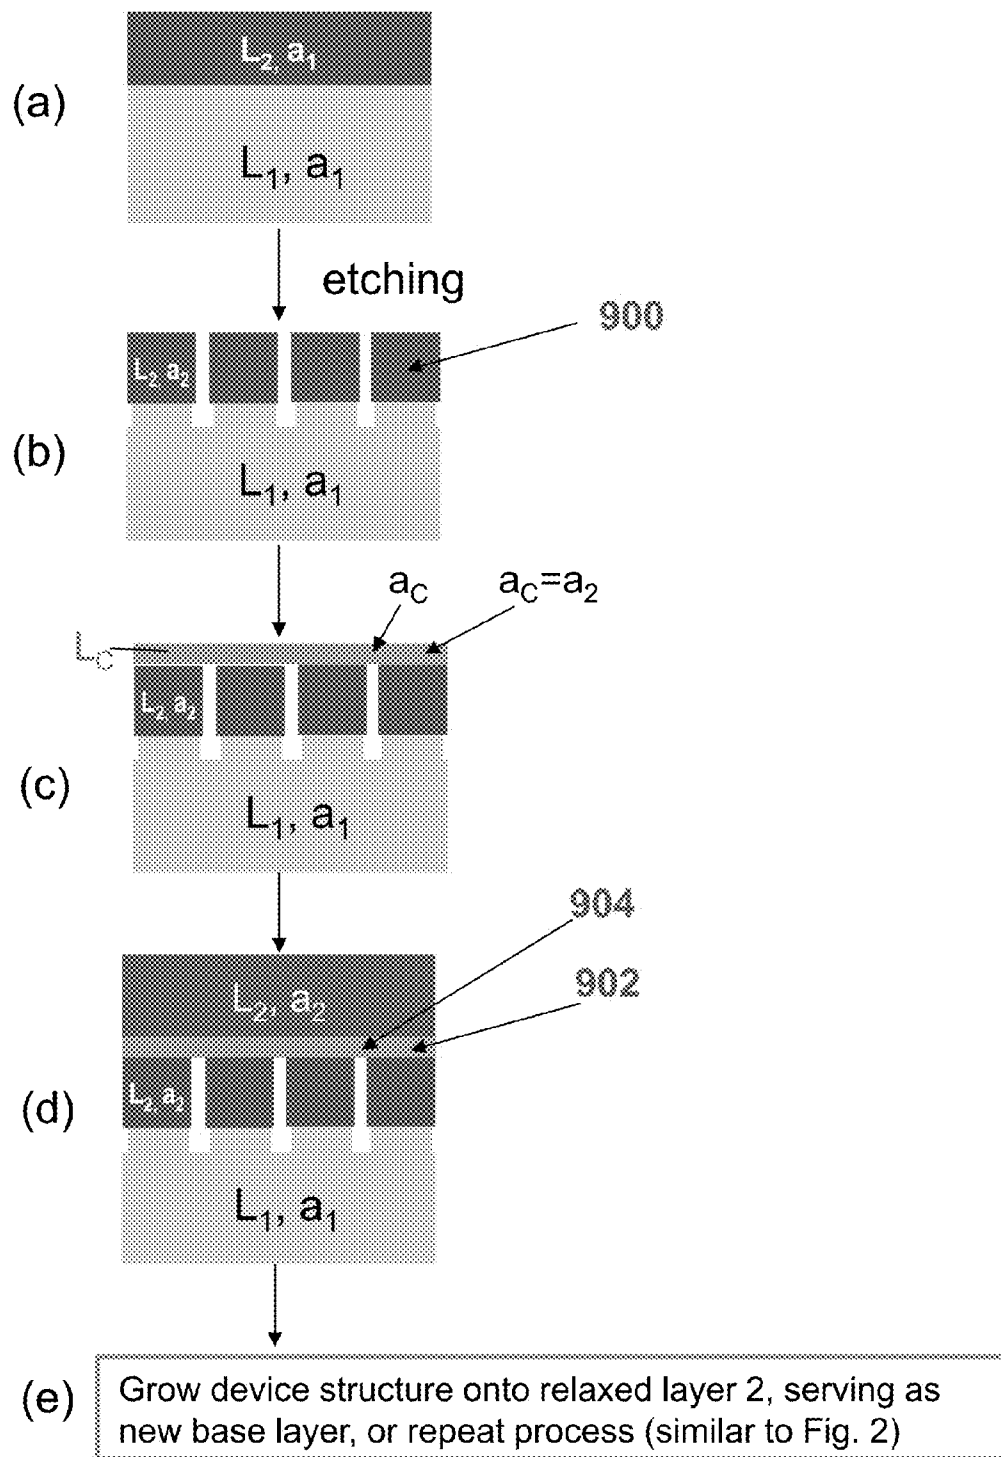 (a)
L2, a1
L1, a1
etching
900
(b)
L2, a2
L1, a1
aC
aC=a2
LC
L2, a2
(c)
L1, a1
904
902
L2, a2
(d)
L2, a2
L1, a1
(e)
Grow device structure onto relaxed layer 2, serving as
new base layer, or repeat process (similar to Fig. 2)